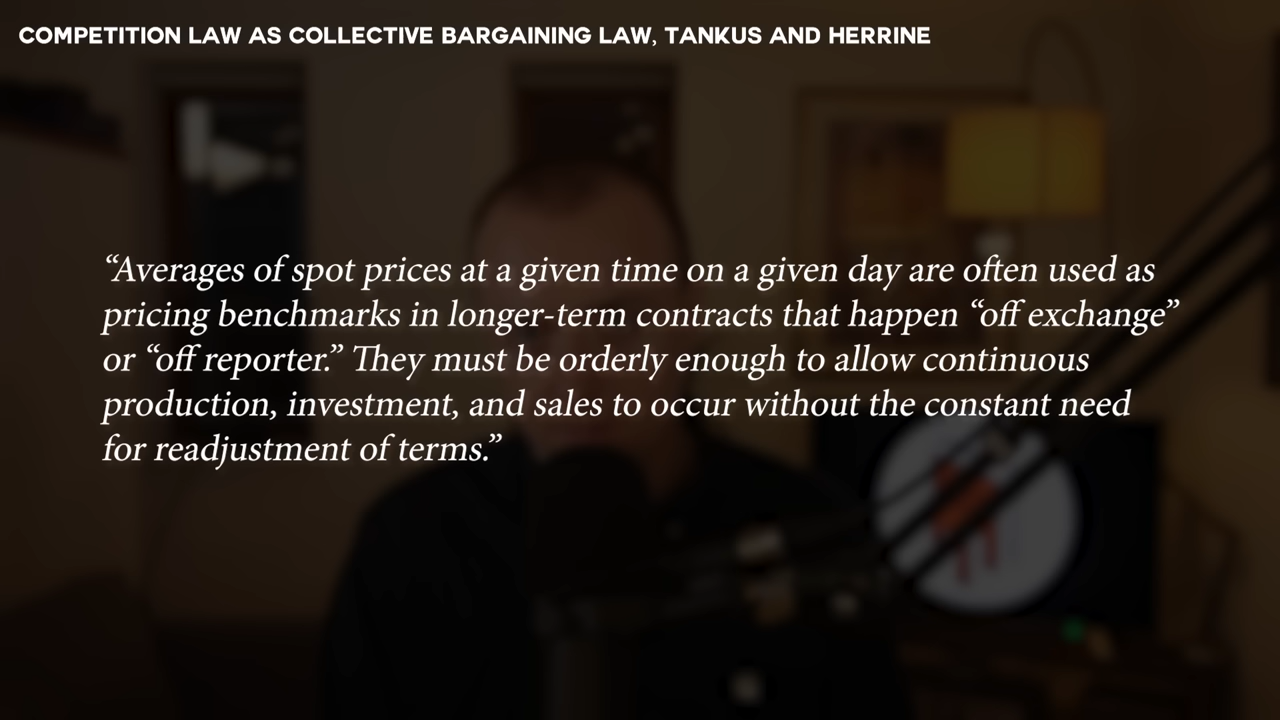 COMPETITION LAW AS COLLECTIVE BARGAINING LAW, TANKUS AND HERRINE
“Averages of spot prices at a given time on a given day are often used as
pricing benchmarks in longer-term contracts that happen “off exchange”
or “off reporter.” They must be orderly enough to allow continuous
production, investment, and sales to occur without the constant need
for readjustment of terms.”